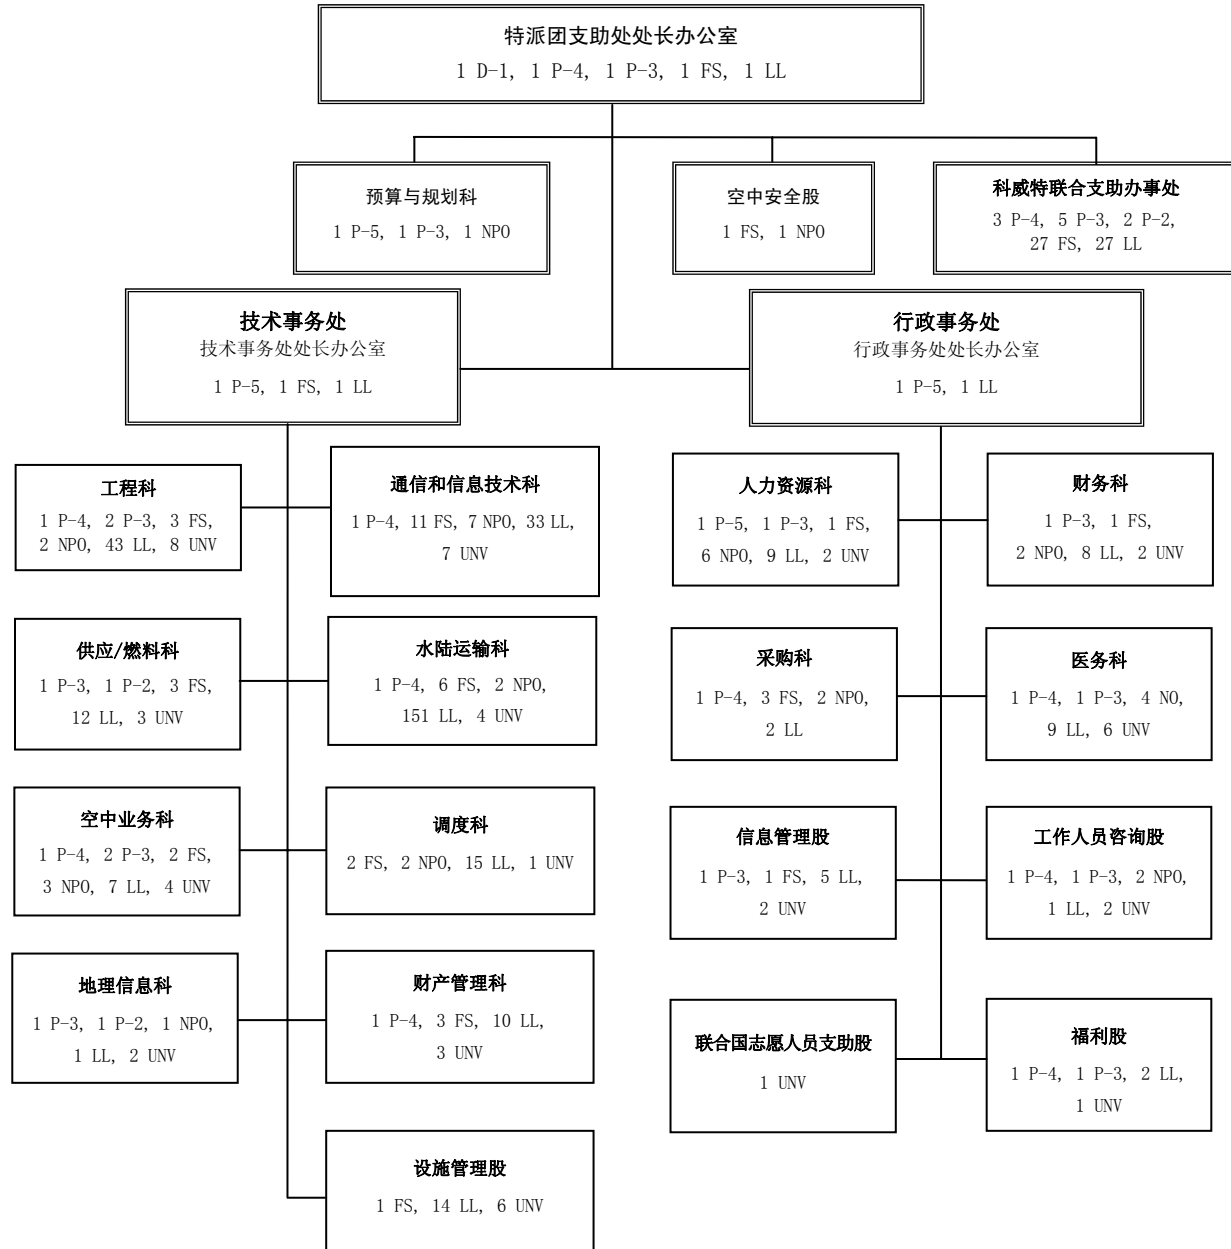 特派团支助处处长办公室
1 D-1, 1 P-4, 1 P-3, 1 FS, 1 LL
预算与规划科
1 P-5, 1 P-3, 1 NPO
空中安全股
1 FS, 1 NPO
科威特联合支助办事处
3 P-4, 5 P-3, 2 P-2,
27 FS, 27 LL
技术事务处
技术事务处处长办公室
1 P-5, 1 FS, 1 LL
行政事务处
行政事务处处长办公室
1 P-5, 1 LL
工程科
1 P-4, 2 P-3, 3 FS,
2 NPO, 43 LL, 8 UNV
通信和信息技术科
1 P-4, 11 FS, 7 NPO, 33 LL,
7 UNV
人力资源科
1 P-5, 1 P-3, 1 FS,
6 NPO, 9 LL, 2 UNV
财务科
1 P-3, 1 FS,
2 NPO, 8 LL, 2 UNV
供应/燃料科
1 P-3, 1 P-2, 3 FS,
12 LL, 3 UNV
水陆运输科
1 P-4, 6 FS, 2 NPO,
151 LL, 4 UNV
采购科
1 P-4, 3 FS, 2 NPO,
2 LL
医务科
1 P-4, 1 P-3, 4 NO,
9 LL, 6 UNV
空中业务科
1 P-4, 2 P-3, 2 FS,
3 NPO, 7 LL, 4 UNV
调度科
2 FS, 2 NPO, 15 LL, 1 UNV
信息管理股
1 P-3, 1 FS, 5 LL,
2 UNV
工作人员咨询股
1 P-4, 1 P-3, 2 NPO,
1 LL, 2 UNV
地理信息科
1 P-3, 1 P-2, 1 NPO,
1 LL, 2 UNV
财产管理科
1 P-4, 3 FS, 10 LL,
3 UNV
联合国志愿人员支助股
1 UNV
福利股
1 P-4, 1 P-3, 2 LL,
1 UNV
设施管理股
1 FS, 14 LL, 6 UNV